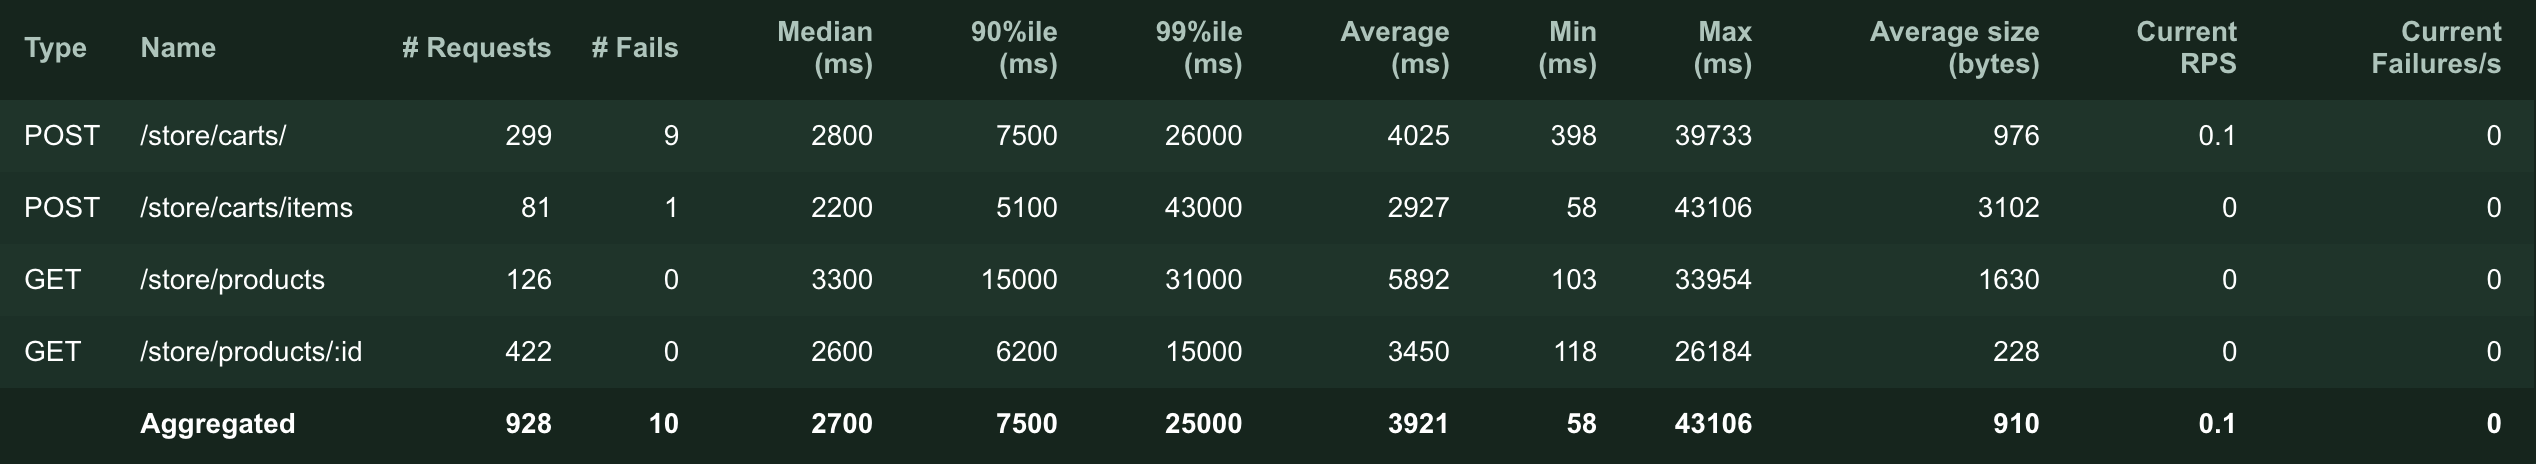 Type Name # Requests # Fails Median (ms) 90%ile (ms) 99%ile (ms) Average (ms) Min (ms) Max (ms) Average size (bytes) Current RPS Current Failures/s
POST /store/carts/ 299 9 2800 7500 26000 4025 398 39733 976 0.1 0
POST /store/carts/items 81 1 2200 5100 43000 2927 58 43106 3102 0 0
GET /store/products 126 0 3300 15000 31000 5892 103 33954 1630 0 0
GET /store/products/:id 422 0 2600 6200 15000 3450 118 26184 228 0 0
Aggregated 928 10 2700 7500 25000 3921 58 43106 910 0.1 0